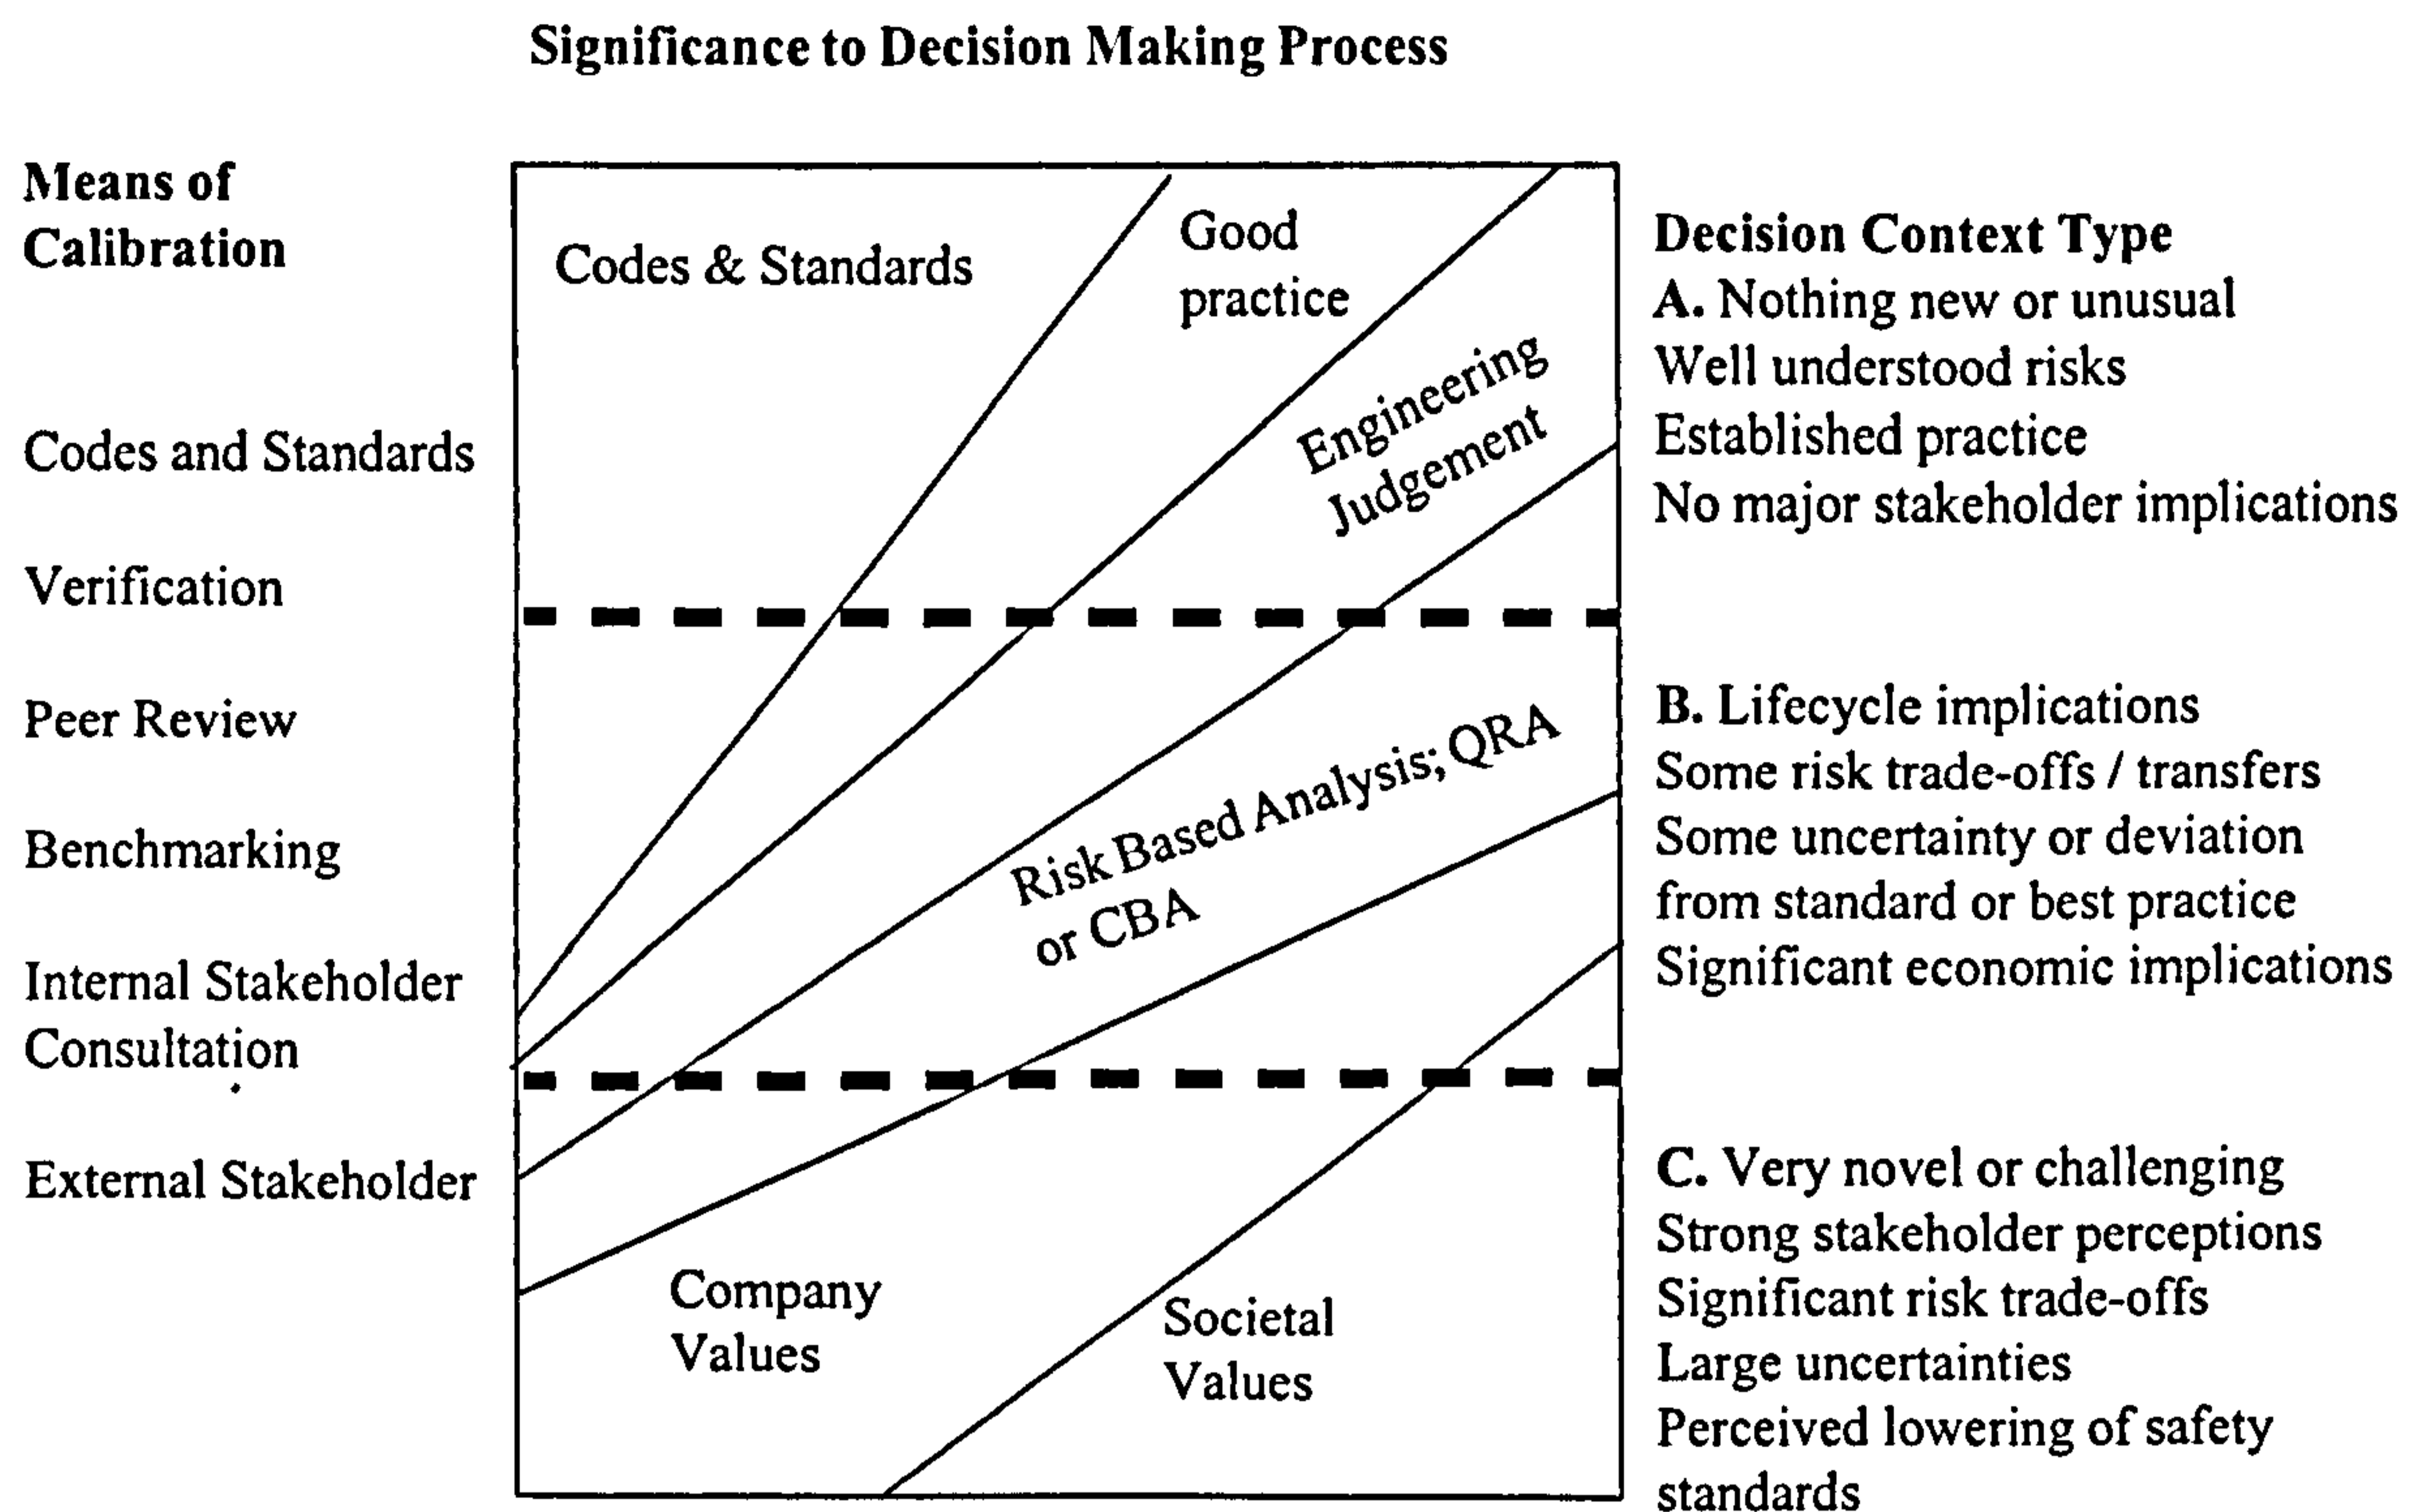 Significance to Decision Making Process
Means of
Calibration
Codes and Standards
Verification
Peer Review
Benchmarking
Internal Stakeholder
Consultation
External Stakeholder
Codes & Standards
Good
practice
Engineering
Judgement
Risk Based Analysis; QRA
or CBA
Company
Values
Societal
Values
Decision Context Type
A. Nothing new or unusual
Well understood risks
Established practice
No major stakeholder implications
B. Lifecycle implications
Some risk trade-offs / transfers
Some uncertainty or deviation
from standard or best practice
Significant economic implications
C. Very novel or challenging
Strong stakeholder perceptions
Significant risk trade-offs
Large uncertainties
Perceived lowering of safety
standards